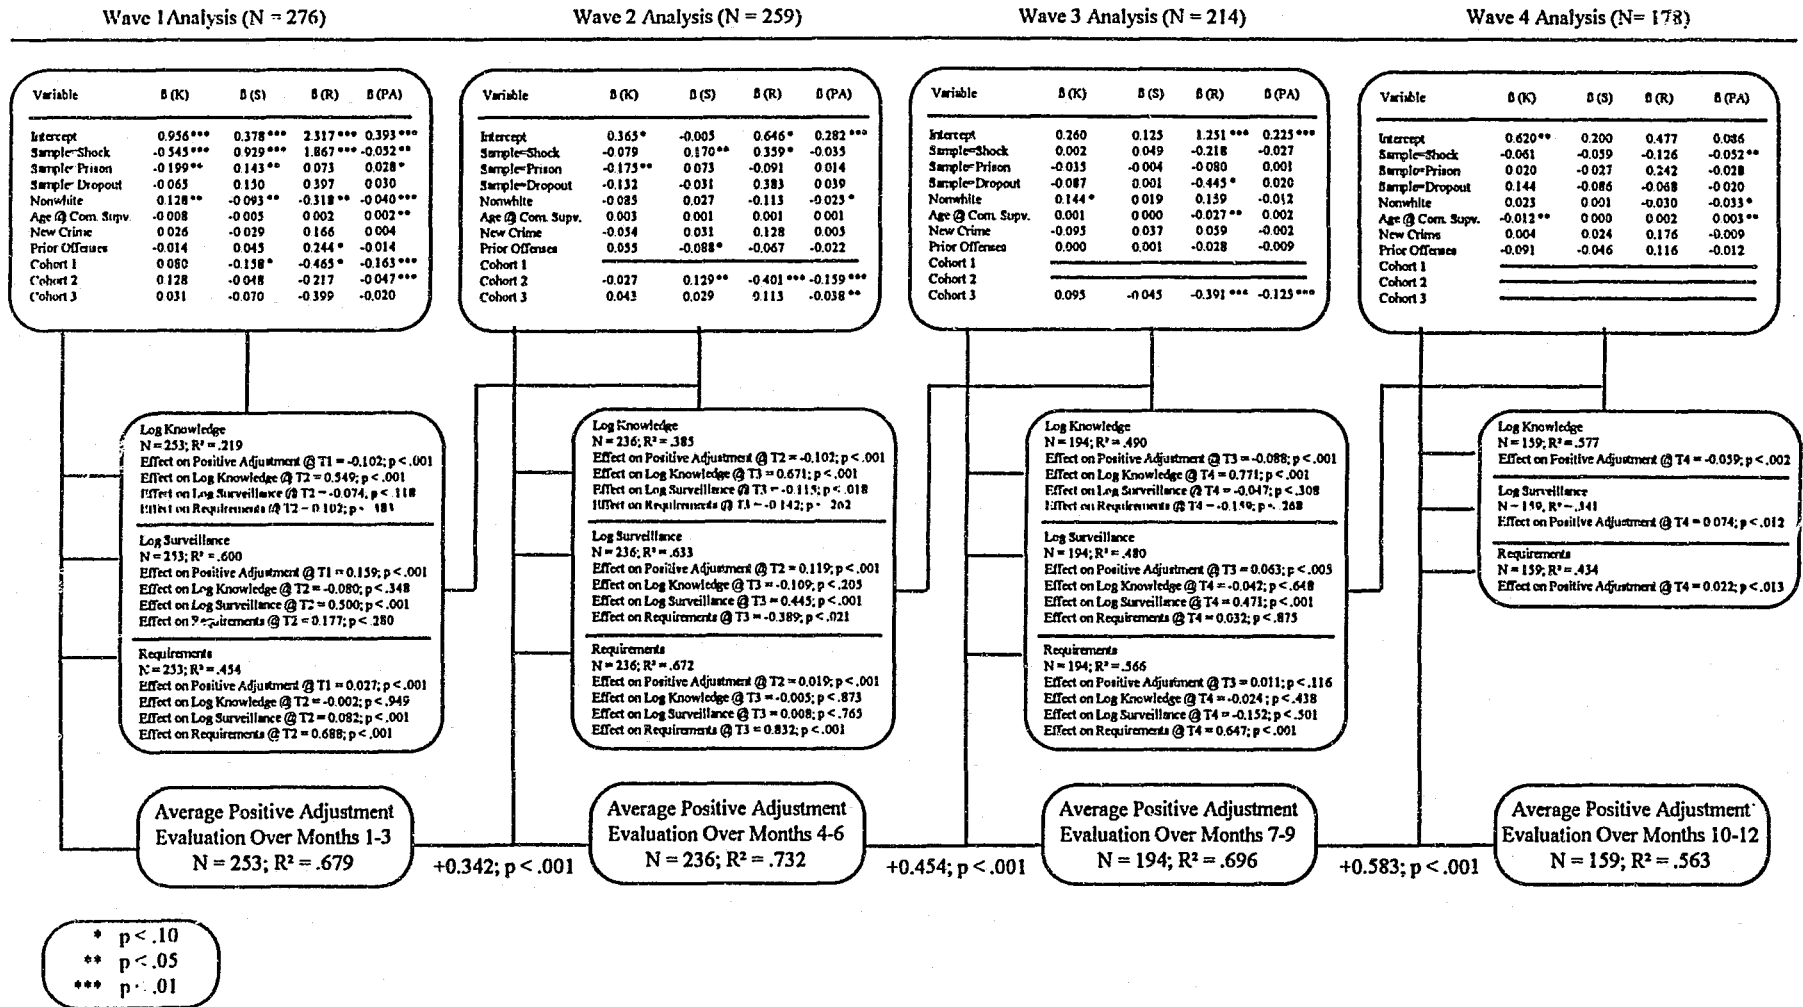 Wave 1 Analysis (N = 276)
Wave 2 Analysis (N = 259)
Wave 3 Analysis (N = 214)
Wave 4 Analysis (N= 178)
Variable B (K) B (S) B (R) B (PA)
Intercept 0.956*** 0.378*** 2.317*** 0.393***
Sample=Shock -0 545*** 0.929*** 1.867*** -0.052**
Sample=Prison -0 199** 0.143** 0.073 0.028*
Sample=Dropout -0 065 0.130 0.397 0 030
Nonwhite 0.128** -0.093** -0.318** -0 040***
Age @ Com. Supv. -0 008 -0.005 0.002 0.002**
New Crime 0 026 -0.029 0.166 0 004
Prior Offenses -0.014 0.045 0.244* -0 014
Cohort 1 0 080 -0.158* -0.465* -0.163***
Cohort 2 0 128 -0 048 -0.217 -0.047***
Cohort 3 0 031 -0.070 -0.399 -0,020
Variable B (K) B (S) B (R) B (PA)
Intercept 0.365* -0.005 0.646* 0.282***
Sample=Shock -0.079 0.170** 0.359* -0.035
Sample=Prison -0.175** 0.073 -0.091 0 014
Sample=Dropout -0.132 -0.031 0.383 0 039
Nonwhite -0 085 0.027 -0.113 -0.023*
Age @ Com. Supv. 0.003 0.001 0.001 0.001
New Crime -0.054 0.031 0.128 0.005
Prior Offenses 0.055 -0.088* -0.067 -0.022
Cohort 1
Cohort 2 -0.027 0.129** -0 401*** -0.159***
Cohort 3 0.043 0.029 0.113 -0.038**
Variable B (K) B (S) B (R) B (PA)
Intercept 0.260 0.125 1.251*** 0.225***
Sample=Shock 0.002 0.049 -0.218 -0.027
Sample=Prison -0.035 -0 004 -0 080 0.001
Sample=Dropout -0.087 0.001 -0.445* 0.020
Nonwhite 0.144* 0 019 0.159 -0.012
Age @ Com. Supv. 0.001 0 000 -0.027** 0.002
New Crime -0.095 0.037 0.059 -0.002
Prior Offenses 0.000 0.001 -0.028 -0.009
Cohort 1
Cohort 2
Cohort 3 0.095 -0 045 -0.391*** -0.125***
Variable B (K) B (S) B (R) B (PA)
Intercept 0.620** 0.200 0.477 0.086
Sample=Shock -0.061 -0.059 -0.126 -0.052**
Sample=Prison 0.020 -0.027 0.242 -0.028
Sample=Dropout 0.144 -0.086 -0.068 -0 020
Nonwhite 0.023 0.001 -0.030 -0.033*
Age @ Com. Supv. -0.012** 0 000 0 002 0.003**
New Crime 0.004 0.024 0.176 -0.009
Prior Offenses -0.091 -0.046 0.116 -0.012
Cohort 1
Cohort 2
Cohort 3
Log Knowledge
N = 253; R² = .219
Effect on Positive Adjustment @ T1 = -0.102; p < .001
Effect on Log Knowledge @ T2 = 0.549; p < .001
Effect on Log Surveillance @ T2 = -0.074, p < .118
Effect on Requirements @ T2 = 0.102; p
Log Surveillance
N = 253; R² = .600
Effect on Positive Adjustment @ T1 = 0.159; p < .001
Effect on Log Knowledge @ T2 = -0.080; p < .348
Effect on Log Surveillance @ T2 = 0.500; p < .001
Effect on Requirements @ T2 = 0.177; p < .280
Requirements
N = 253; R² = .454
Effect on Positive Adjustment @ T1 = 0.027; p < .001
Effect on Log Knowledge @ T2 = -0.002; p < .949
Effect on Log Surveillance @ T2 = 0.082; p < .001
Effect on Requirements @ T2 = 0.688; p < .001
Log Knowledge
N = 236; R² = .385
Effect on Positive Adjustment @ T2 = -0.102; p < .001
Effect on Log Knowledge @ T3 = 0.671; p < .001
Effect on Log Surveillance @ T3 = -0.115; p < .018
Effect on Requirements @ T3 = -0.142; p < .262
Log Surveillance
N = 236; R² = .633
Effect on Positive Adjustment @ T2 = 0.119; p < .001
Effect on Log Knowledge @ T3 = -0.109; p < .205
Effect on Log Surveillance @ T3 = 0.445; p < .001
Effect on Requirements @ T3 = -0.389; p < .021
Requirements
N = 236; R² = .672
Effect on Positive Adjustment @ T2 = 0.019; p < .001
Effect on Log Knowledge @ T3 = -0.005; p < .873
Effect on Log Surveillance @ T3 = 0.008; p < .765
Effect on Requirements @ T3 = 0.832; p < .001
Log Knowledge
N = 194; R² = .490
Effect on Positive Adjustment @ T3 = -0.088; p < .001
Effect on Log Knowledge @ T4 = 0.771; p < .001
Effect on Log Surveillance @ T4 = -0.047; p < .308
Effect on Requirements @ T4 = -0.159; p < .268
Log Surveillance
N = 194; R² = .480
Effect on Positive Adjustment @ T3 = 0.063; p < .005
Effect on Log Knowledge @ T4 = -0.042; p < .648
Effect on Log Surveillance @ T4 = 0.471; p < .001
Effect on Requirements @ T4 = 0.032; p < .875
Requirements
N = 194; R² = .566
Effect on Positive Adjustment @ T3 = 0.011; p < .116
Effect on Log Knowledge @ T4 = -0.024 ; p < .438
Effect on Log Surveillance @ T4 = -0.152; p < .501
Effect on Requirements @ T4 = 0.647; p < .001
Log Knowledge
N = 159; R² = .577
Effect on Positive Adjustment @ T4 = -0.059; p < .002
Log Surveillance
N = 159, R² = .341
Effect on Positive Adjustment @ T4 = 0 074; p < .012
Requirements
N = 159; R² = .434
Effect on Positive Adjustment @ T4 = 0.022; p < .013
Average Positive Adjustment
Evaluation Over Months 1-3
N = 253; R² = .679
+0.342; p < .001
Average Positive Adjustment
Evaluation Over Months 4-6
N = 236; R² = .732
+0.454; p < .001
Average Positive Adjustment
Evaluation Over Months 7-9
N = 194; R² = .696
+0.583; p < .001
Average Positive Adjustment
Evaluation Over Months 10-12
N = 159; R² = .563
* p < .10
** p < .05
*** p < .01